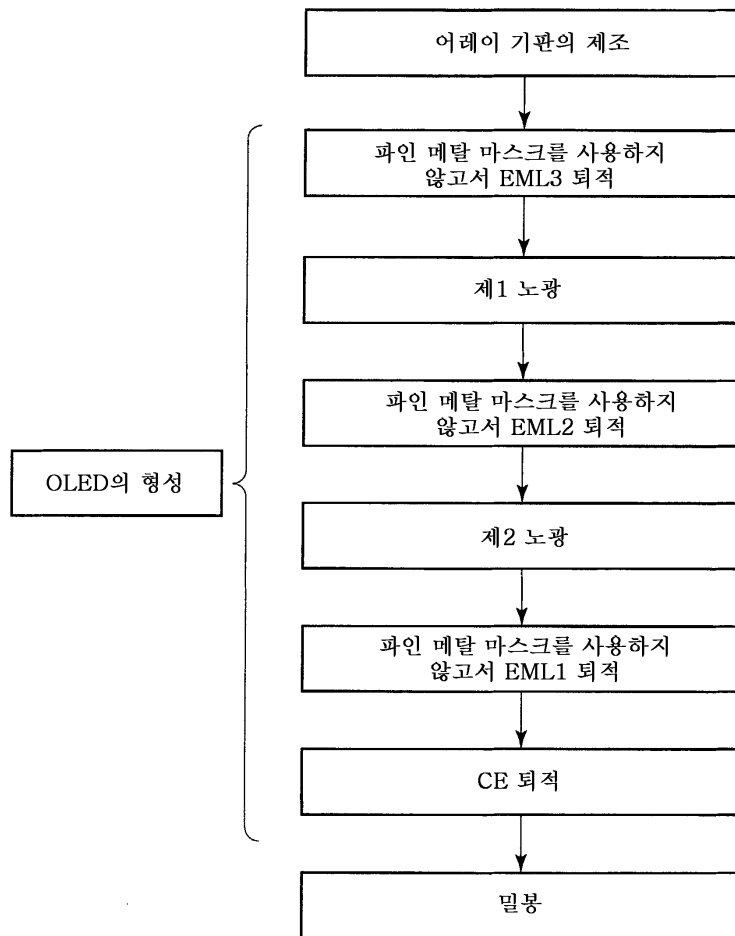 어레이 기판의 제조
파인 메탈 마스크를 사용하지
않고서 EML3 퇴적
제1 노광
파인 메탈 마스크를 사용하지
않고서 EML2 퇴적
OLED의 형성
제2 노광
파인 메탈 마스크를 사용하지
않고서 EML1 퇴적
CE 퇴적
밀봉